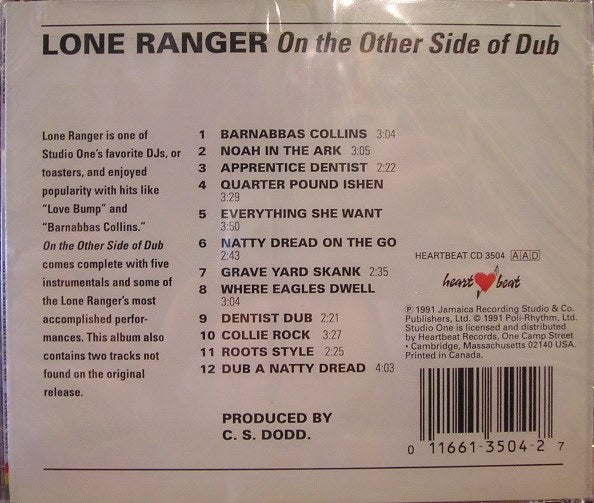 LONE RANGER On the Other Side of Dub
Lone Ranger is one of
Studio One's favorite DJs, or
toasters, and enjoyed
popularity with hits like
"Love Bump" and
"Barnabbas Collins."
On the Other Side of Dub
comes complete with five
instrumentals and some of
the Lone Ranger's most
accomplished perfor-
mances. This album also
contains two tracks not
found on the original
release.
1 BARNABBAS COLLINS 3:04
2 NOAH IN THE ARK 3:05
3 APPRENTICE DENTIST 2:22
4 QUARTER POUND ISHEN
3:29
5 EVERYTHING SHE WANT
3:50
6 NATTY DREAD ON THE GO
2:43
7 GRAVE YARD SKANK 2:35
8 WHERE EAGLES DWELL
3:04
9 DENTIST DUB 2:21
10 COLLIE ROCK 3:27
11 ROOTS STYLE 2:25
12 DUB A NATTY DREAD 4:03
PRODUCED BY
C. S. DODD.
HEARTBEAT CD 3504 AAD
heart beat
℗ 1991 Jamaica Recording Studio & Co.
Publishers, Ltd. © 1991 Poli-Rhythm, Ltd.
Studio One is licensed and distributed
by Heartbeat Records, One Camp Street
• Cambridge, Massachusetts 02140 USA.
Printed in Canada.
0 11661-3504-2 7